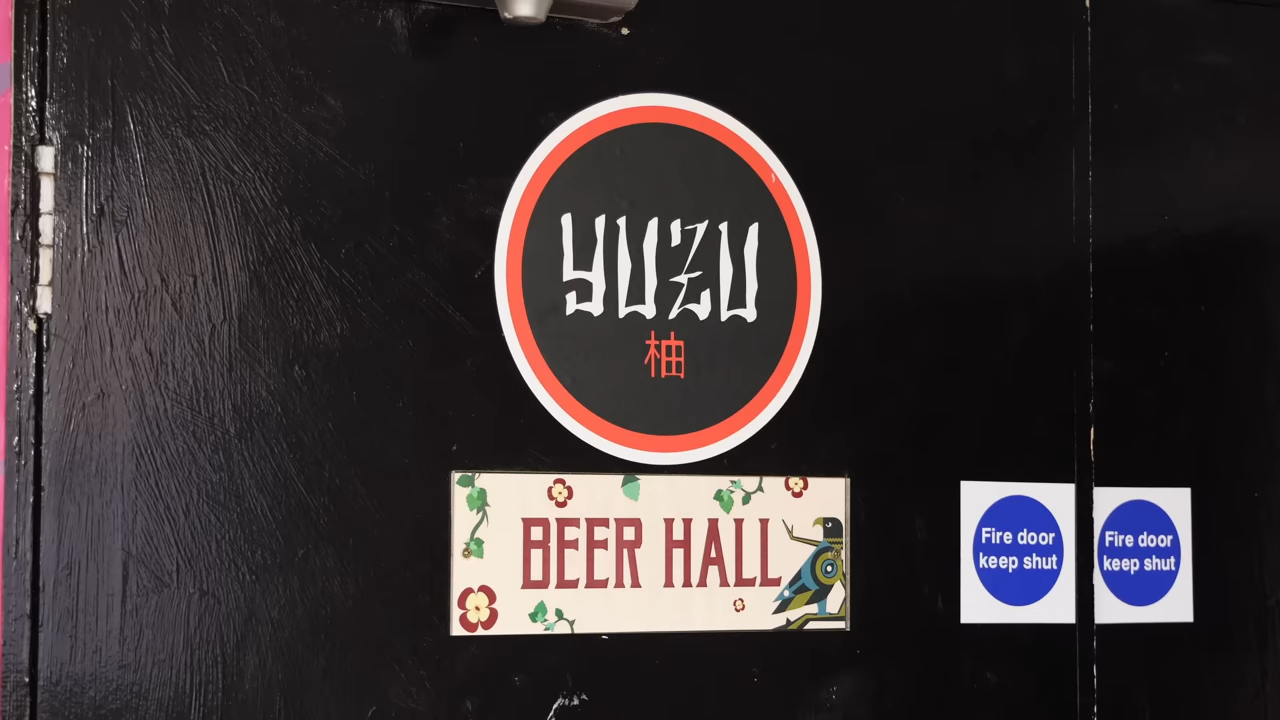 YUZU
柚
BEER HALL
Fire door
keep shut
Fire door
keep shut